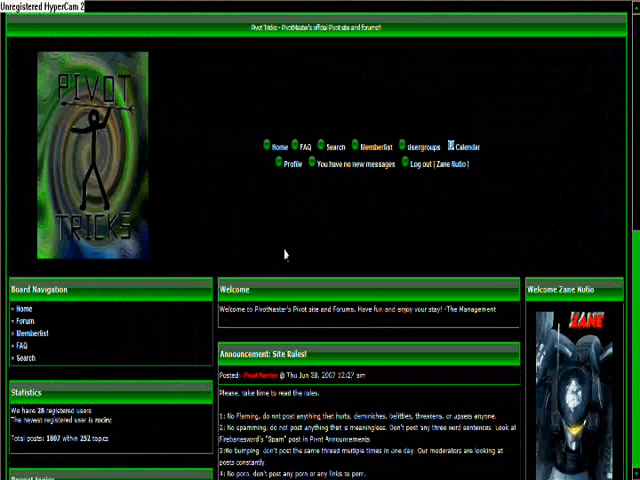 Unregistered HyperCam 2
Pivot Tricks - PivotMaster's official Pivot site and forums!!
PIVOT
TRICKS
Home FAQ Search Memberlist Usergroups Calendar
Profile You have no new messages Log out [ Zane Nutio ]
Board Navigation
» Home
» Forum
» Memberlist
» FAQ
» Search
Statistics
We have 28 registered users
The newest registered user is
Total posts: 1807 within 252 topics
Recent topics
Welcome
Welcome to PivotMaster's Pivot site and Forums. Have fun and enjoy your stay! -The Management
Announcement: Site Rules!
Posted: Pivot Master @ Thu Jun 28, 2007 12:27 am
Please, take time to read the rules.
1: No Flaming, do not post anything that hurts, deminiches, belittles, threatens, or upsets anyone.
2: No spamming, do not post anything that is meaningless. Don't post any three word sentences. Look at
Firebanesword's "Spam" post in Pivot Announcements
3:No bumping, don't post the same thread multiple times in one day. Our moderators are looking at
posts constantly
4: No porn, don't post any porn or any links to porn.
Welcome Zane Nutio
ZANE